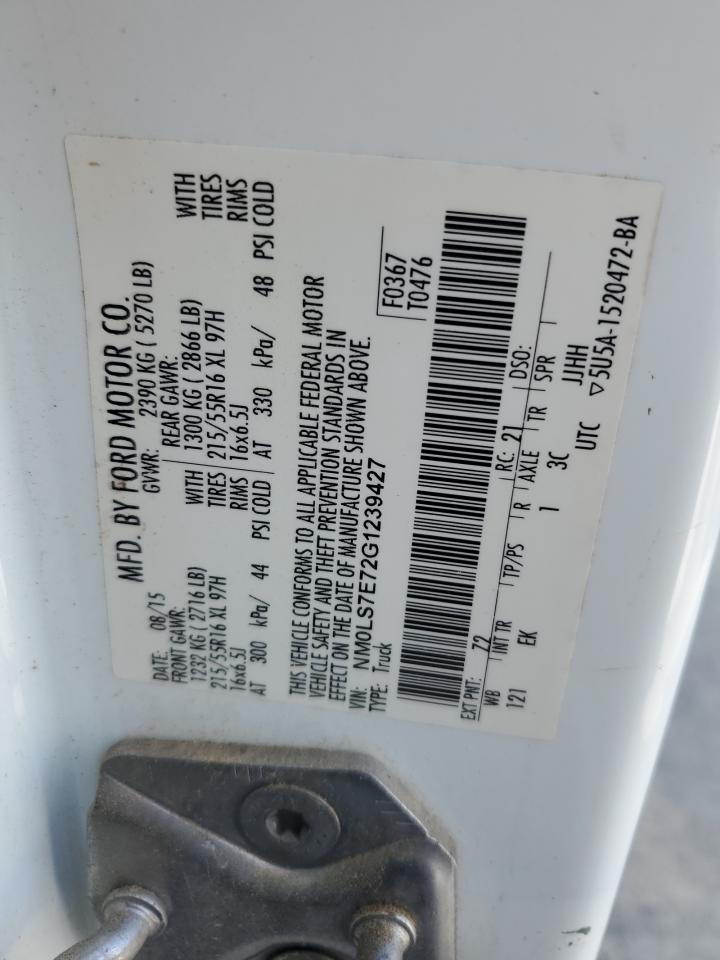 MFD. BY FORD MOTOR CO.
DATE: 08/15 GVWR: 2390 KG ( 5270 LB)
FRONT GAWR: REAR GAWR:
1232 KG ( 2716 LB) WITH 1300 KG ( 2866 LB) WITH
215/55R16 XL 97H TIRES 215/55R16 XL 97H TIRES
16x6.5J RIMS 16x6.5J RIMS
AT 300 kPa/ 44 PSI COLD AT 330 kPa/ 48 PSI COLD
THIS VEHICLE CONFORMS TO ALL APPLICABLE FEDERAL MOTOR
VEHICLE SAFETY AND THEFT PREVENTION STANDARDS IN
EFFECT ON THE DATE OF MANUFACTURE SHOWN ABOVE.
VIN: NM0LS7E72G1239427
TYPE: Truck
F0367
T0476
EXT PNT: Z2 RC: 21 DSO:
WB INT TR TP/PS R AXLE TR SPR
121 EK 1 3C JJHH
UTC ▽5U5A-1520472-BA